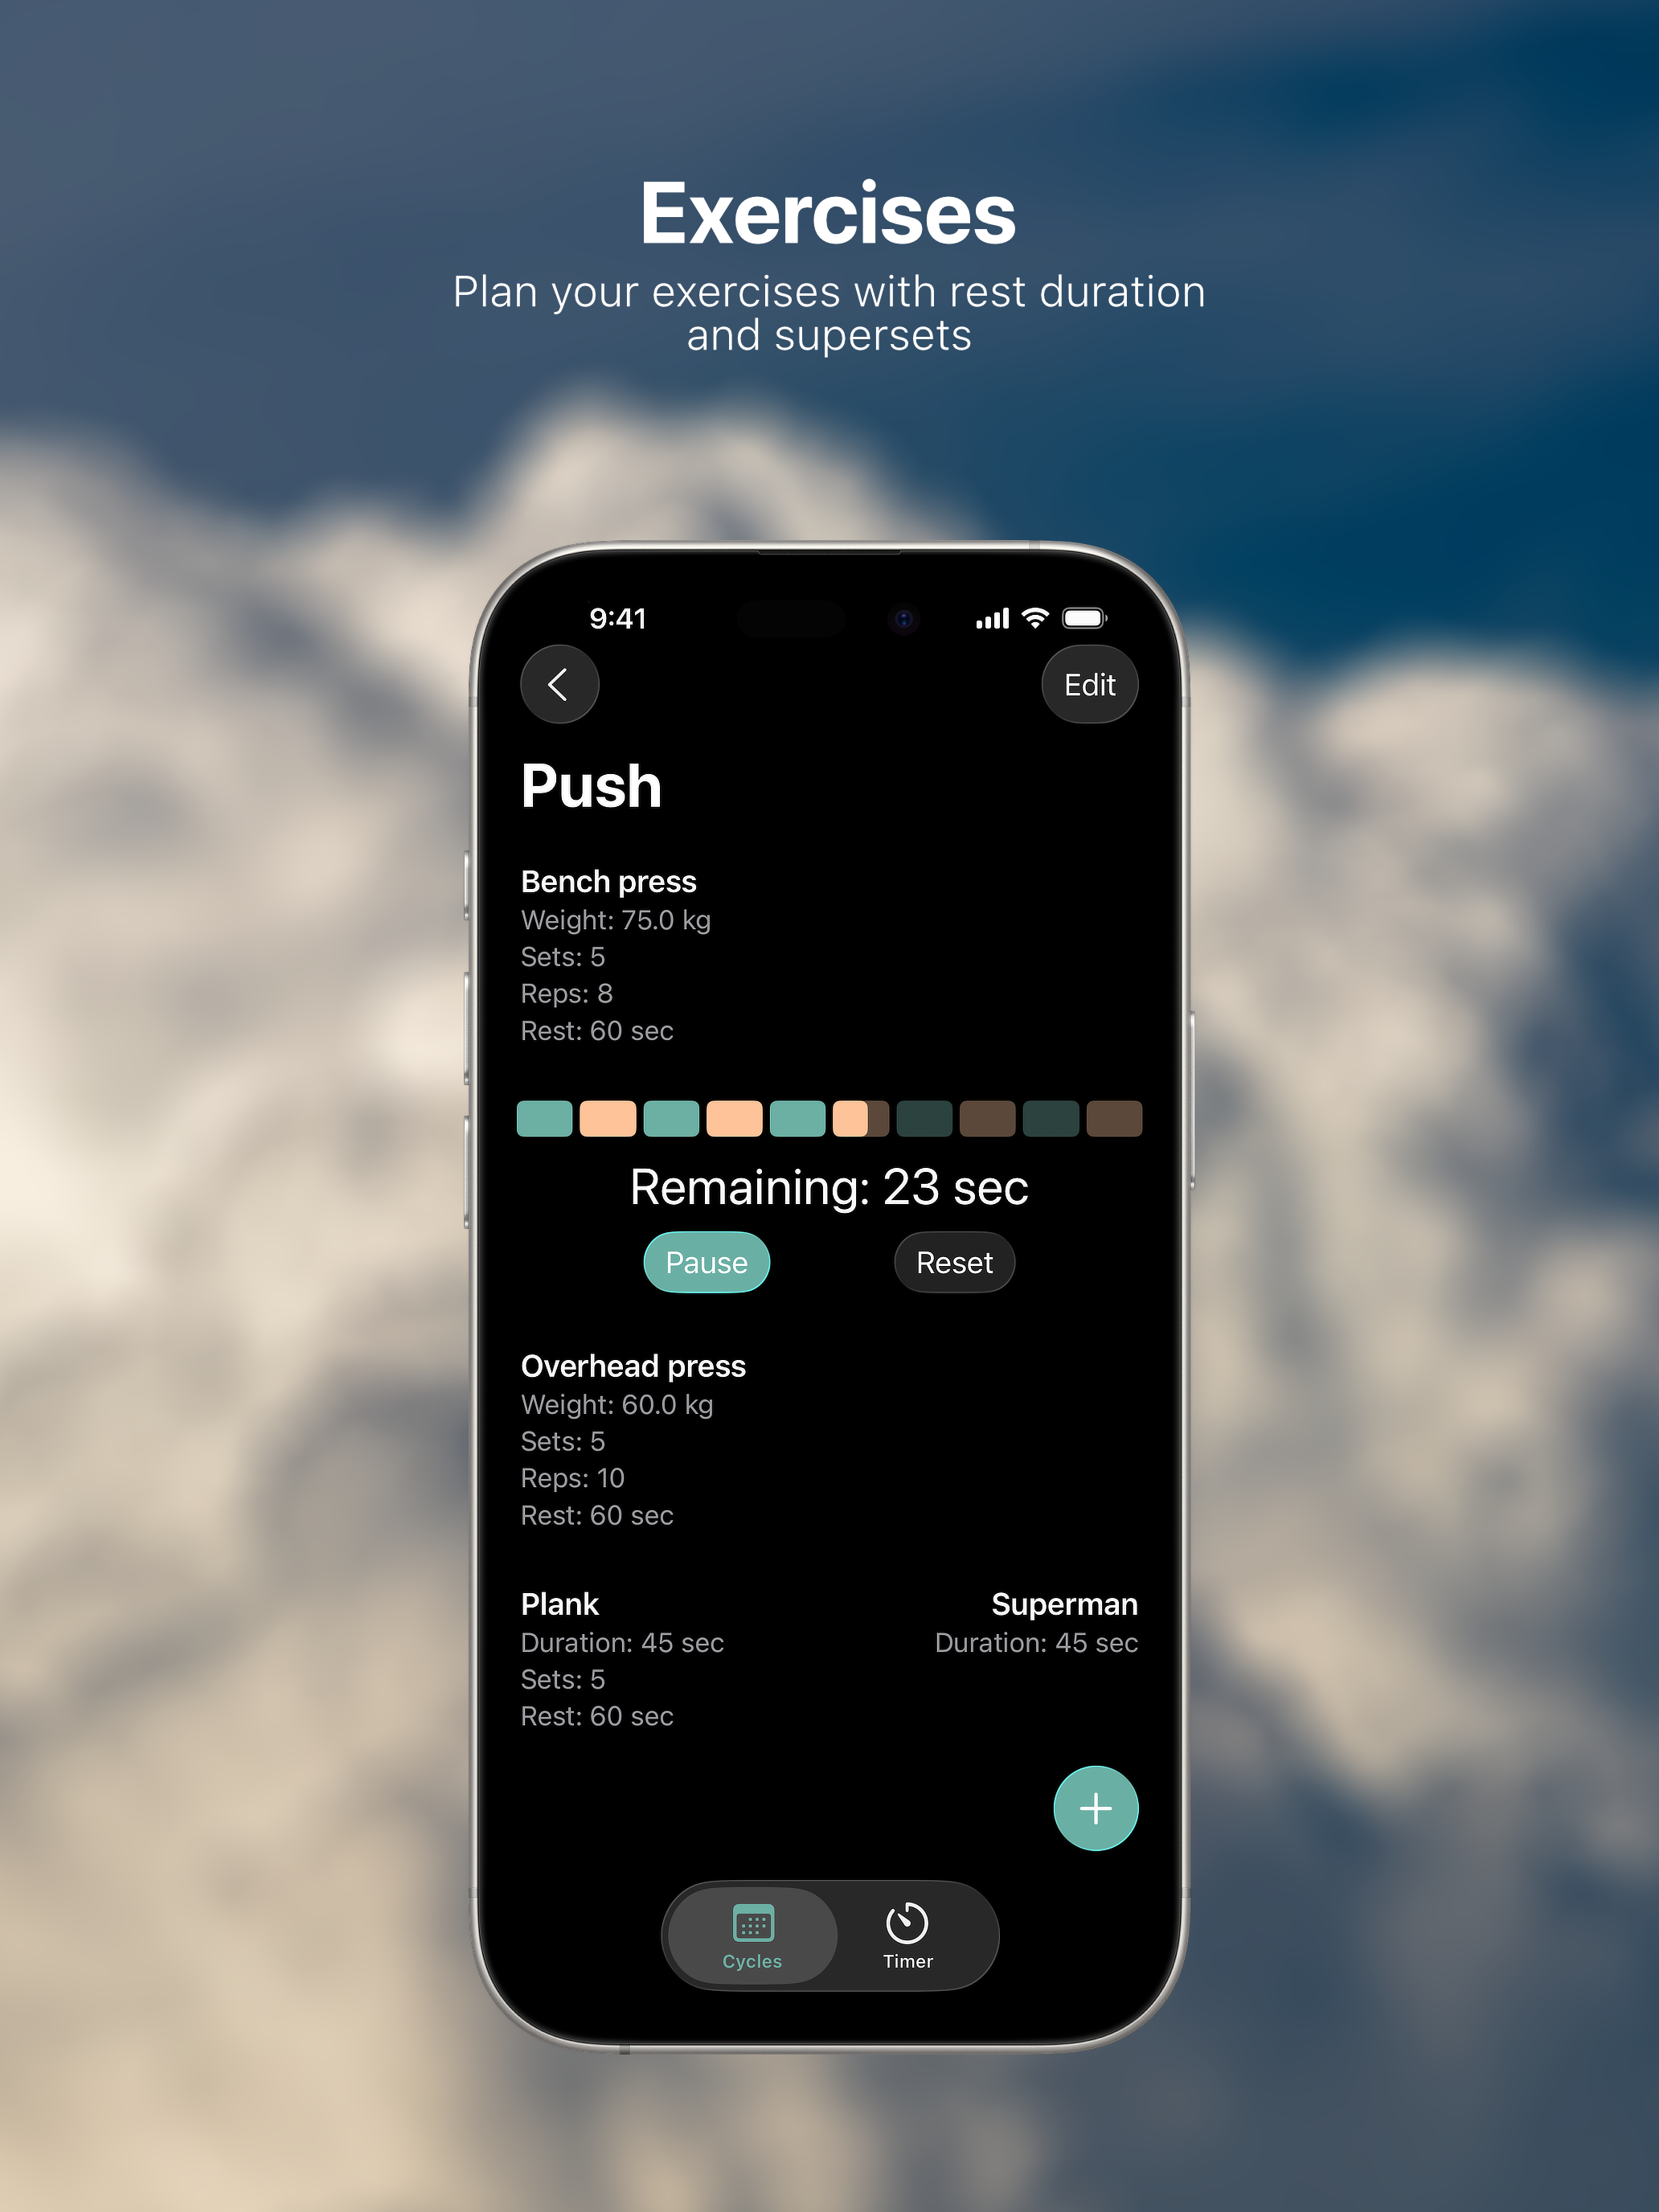 Exercises
Plan your exercises with rest duration
and supersets
9:41
Edit
Push
Bench press
Weight: 75.0 kg
Sets: 5
Reps: 8
Rest: 60 sec
Remaining: 23 sec
Pause
Reset
Overhead press
Weight: 60.0 kg
Sets: 5
Reps: 10
Rest: 60 sec
Plank
Duration: 45 sec
Sets: 5
Rest: 60 sec
Superman
Duration: 45 sec
Cycles
Timer